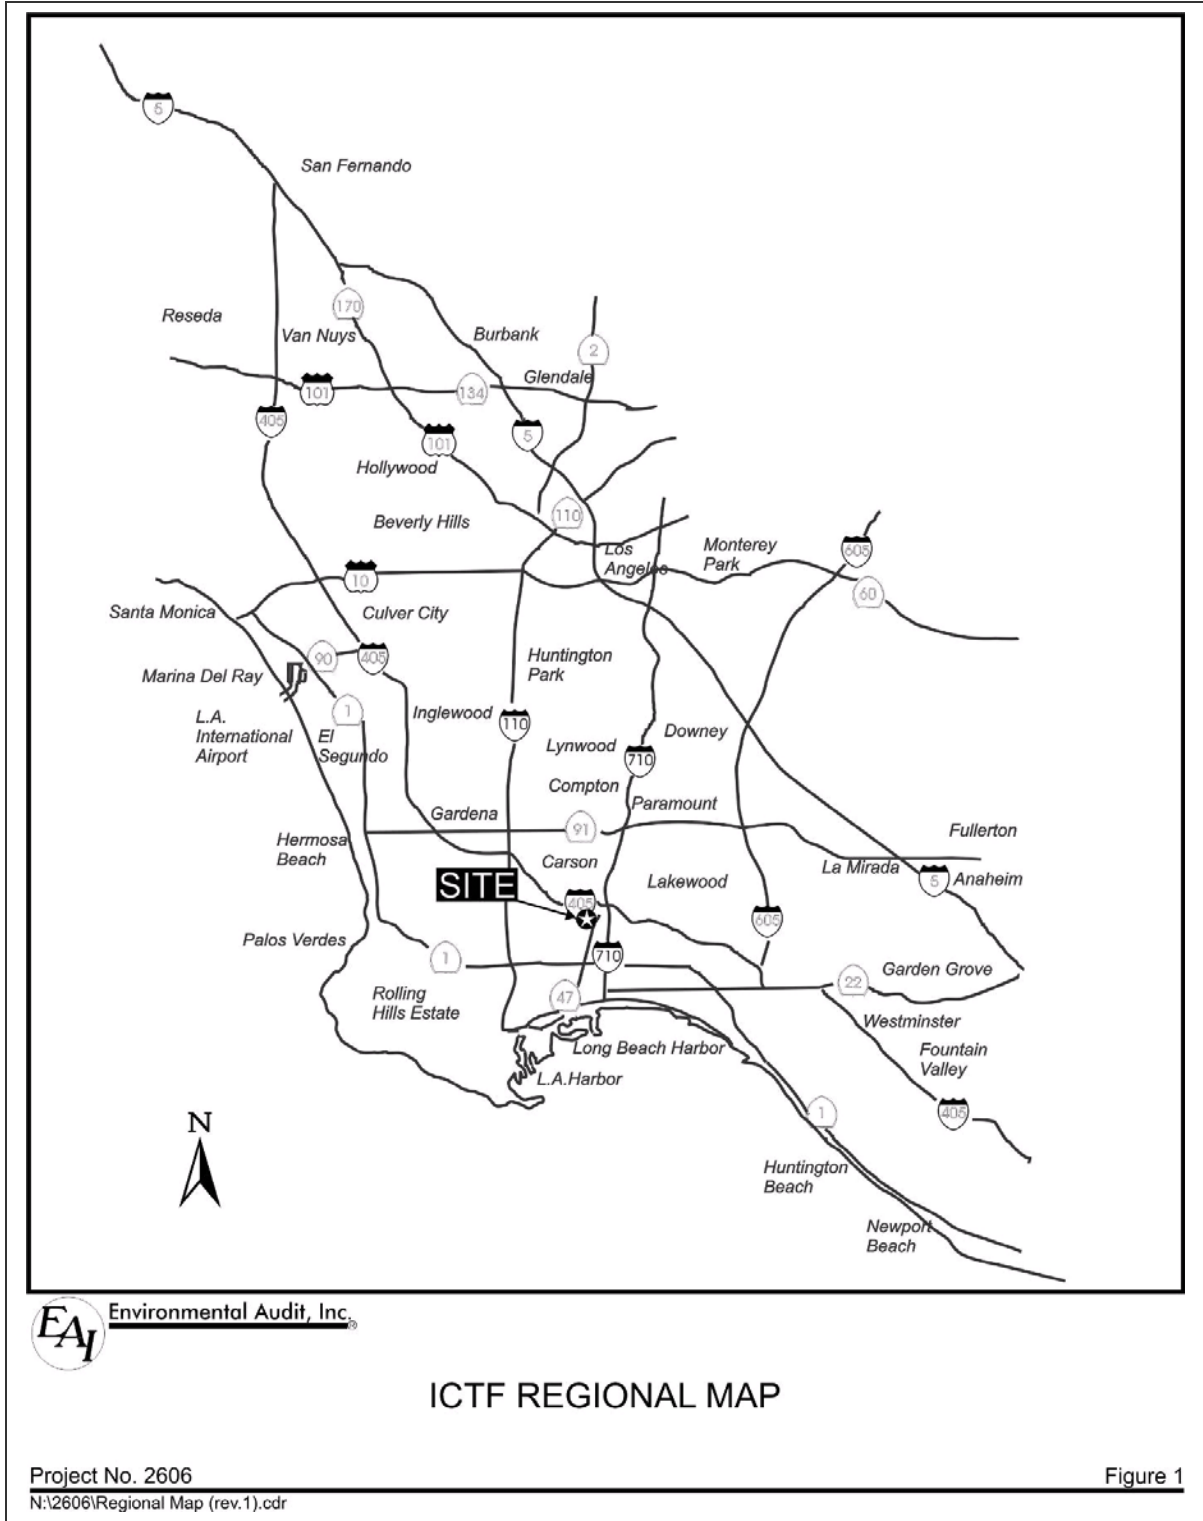 5
San Fernando
170
Reseda
Van Nuys
Burbank
2
Glendale
101
134
405
101
5
Hollywood
110
Beverly Hills
Los
Angeles
Monterey
Park
605
10
60
Santa Monica
Culver City
90
405
Huntington
Park
Marina Del Ray
1
Inglewood
110
L.A.
International
Airport
El
Segundo
Lynwood
710
Downey
Compton
Paramount
Gardena
91
Fullerton
Hermosa
Beach
Carson
La Mirada
5
Anaheim
SITE
405
Lakewood
605
Palos Verdes
1
710
Garden Grove
22
Rolling
Hills Estate
47
Westminster
Long Beach Harbor
Fountain
Valley
L.A.Harbor
405
1
N
Huntington
Beach
Newport
Beach
EAI
Environmental Audit, Inc.®
ICTF REGIONAL MAP
Project No. 2606
Figure 1
N:\2606\Regional Map (rev.1).cdr